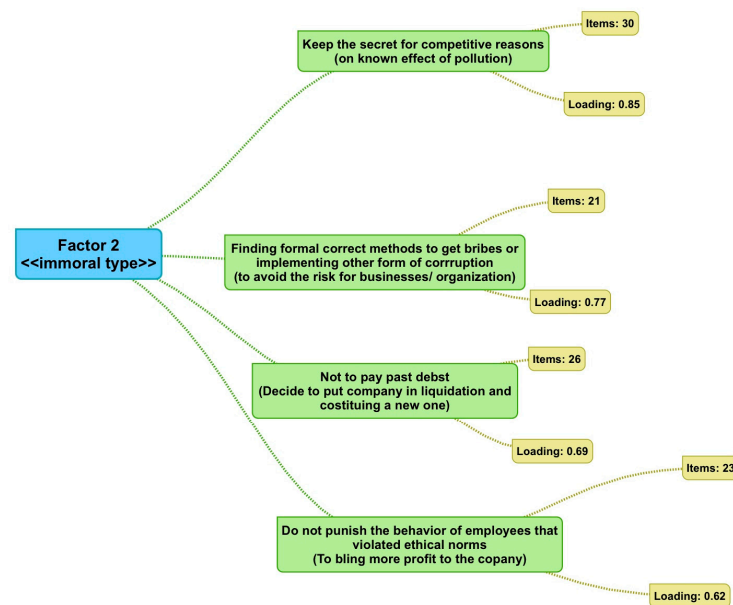 Items: 30
Keep the secret for competitive reasons
(on known effect of pollution)
Loading: 0.85
Items: 21
Factor 2
<<immoral type>>
Finding formal correct methods to get bribes or
implementing other form of corrruption
(to avoid the risk for businesses/ organization)
Loading: 0.77
Items: 26
Not to pay past debst
(Decide to put company in liquidation and
costituing a new one)
Loading: 0.69
Items: 23
Do not punish the behavior of employees that
violated ethical norms
(To bling more profit to the copany)
Loading: 0.62